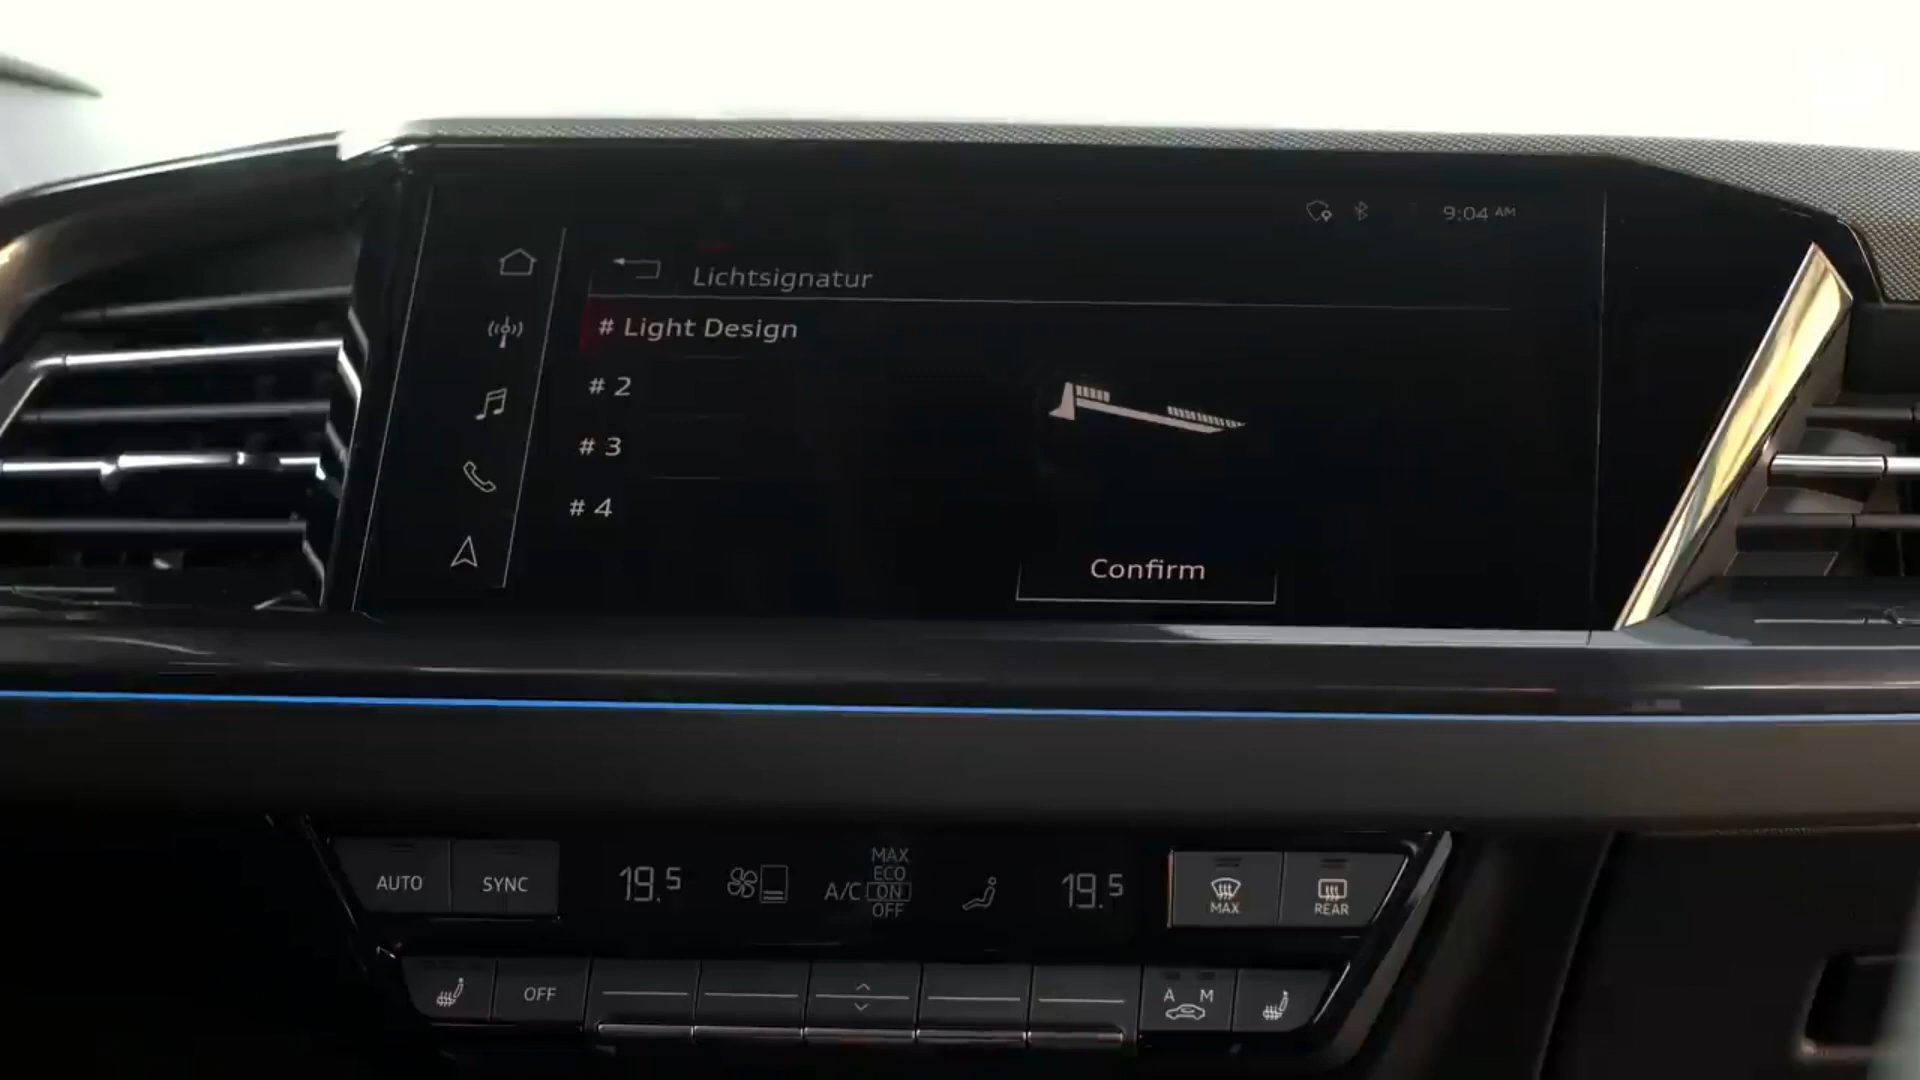 9:04 AM
Lichtsignatur
# Light Design
# 2
# 3
# 4
Confirm
AUTO
SYNC
19.5
A/C
MAX
ECO
ON
OFF
19.5
MAX
REAR
OFF
A M